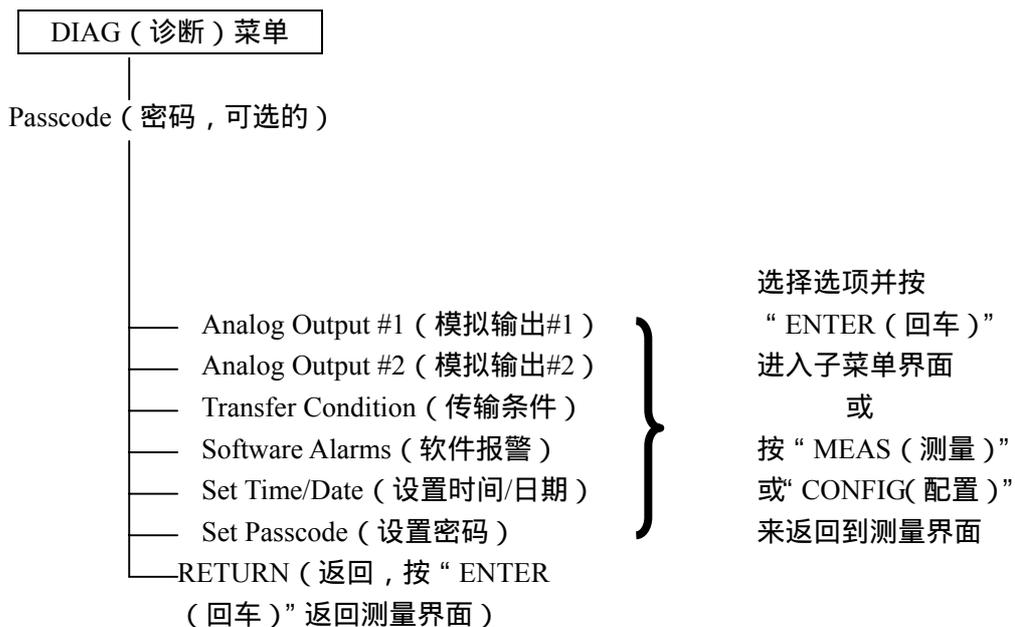 DIAG（诊断）菜单
Passcode（密码，可选的）
Analog Output #1（模拟输出#1）
Analog Output #2（模拟输出#2）
Transfer Condition（传输条件）
Software Alarms（软件报警）
Set Time/Date（设置时间/日期）
Set Passcode（设置密码）
RETURN（返回，按“ENTER
（回车）”返回测量界面）
选择选项并按
“ENTER（回车）”
进入子菜单界面
或
按“MEAS（测量）”
或“CONFIG（配置）”
来返回到测量界面